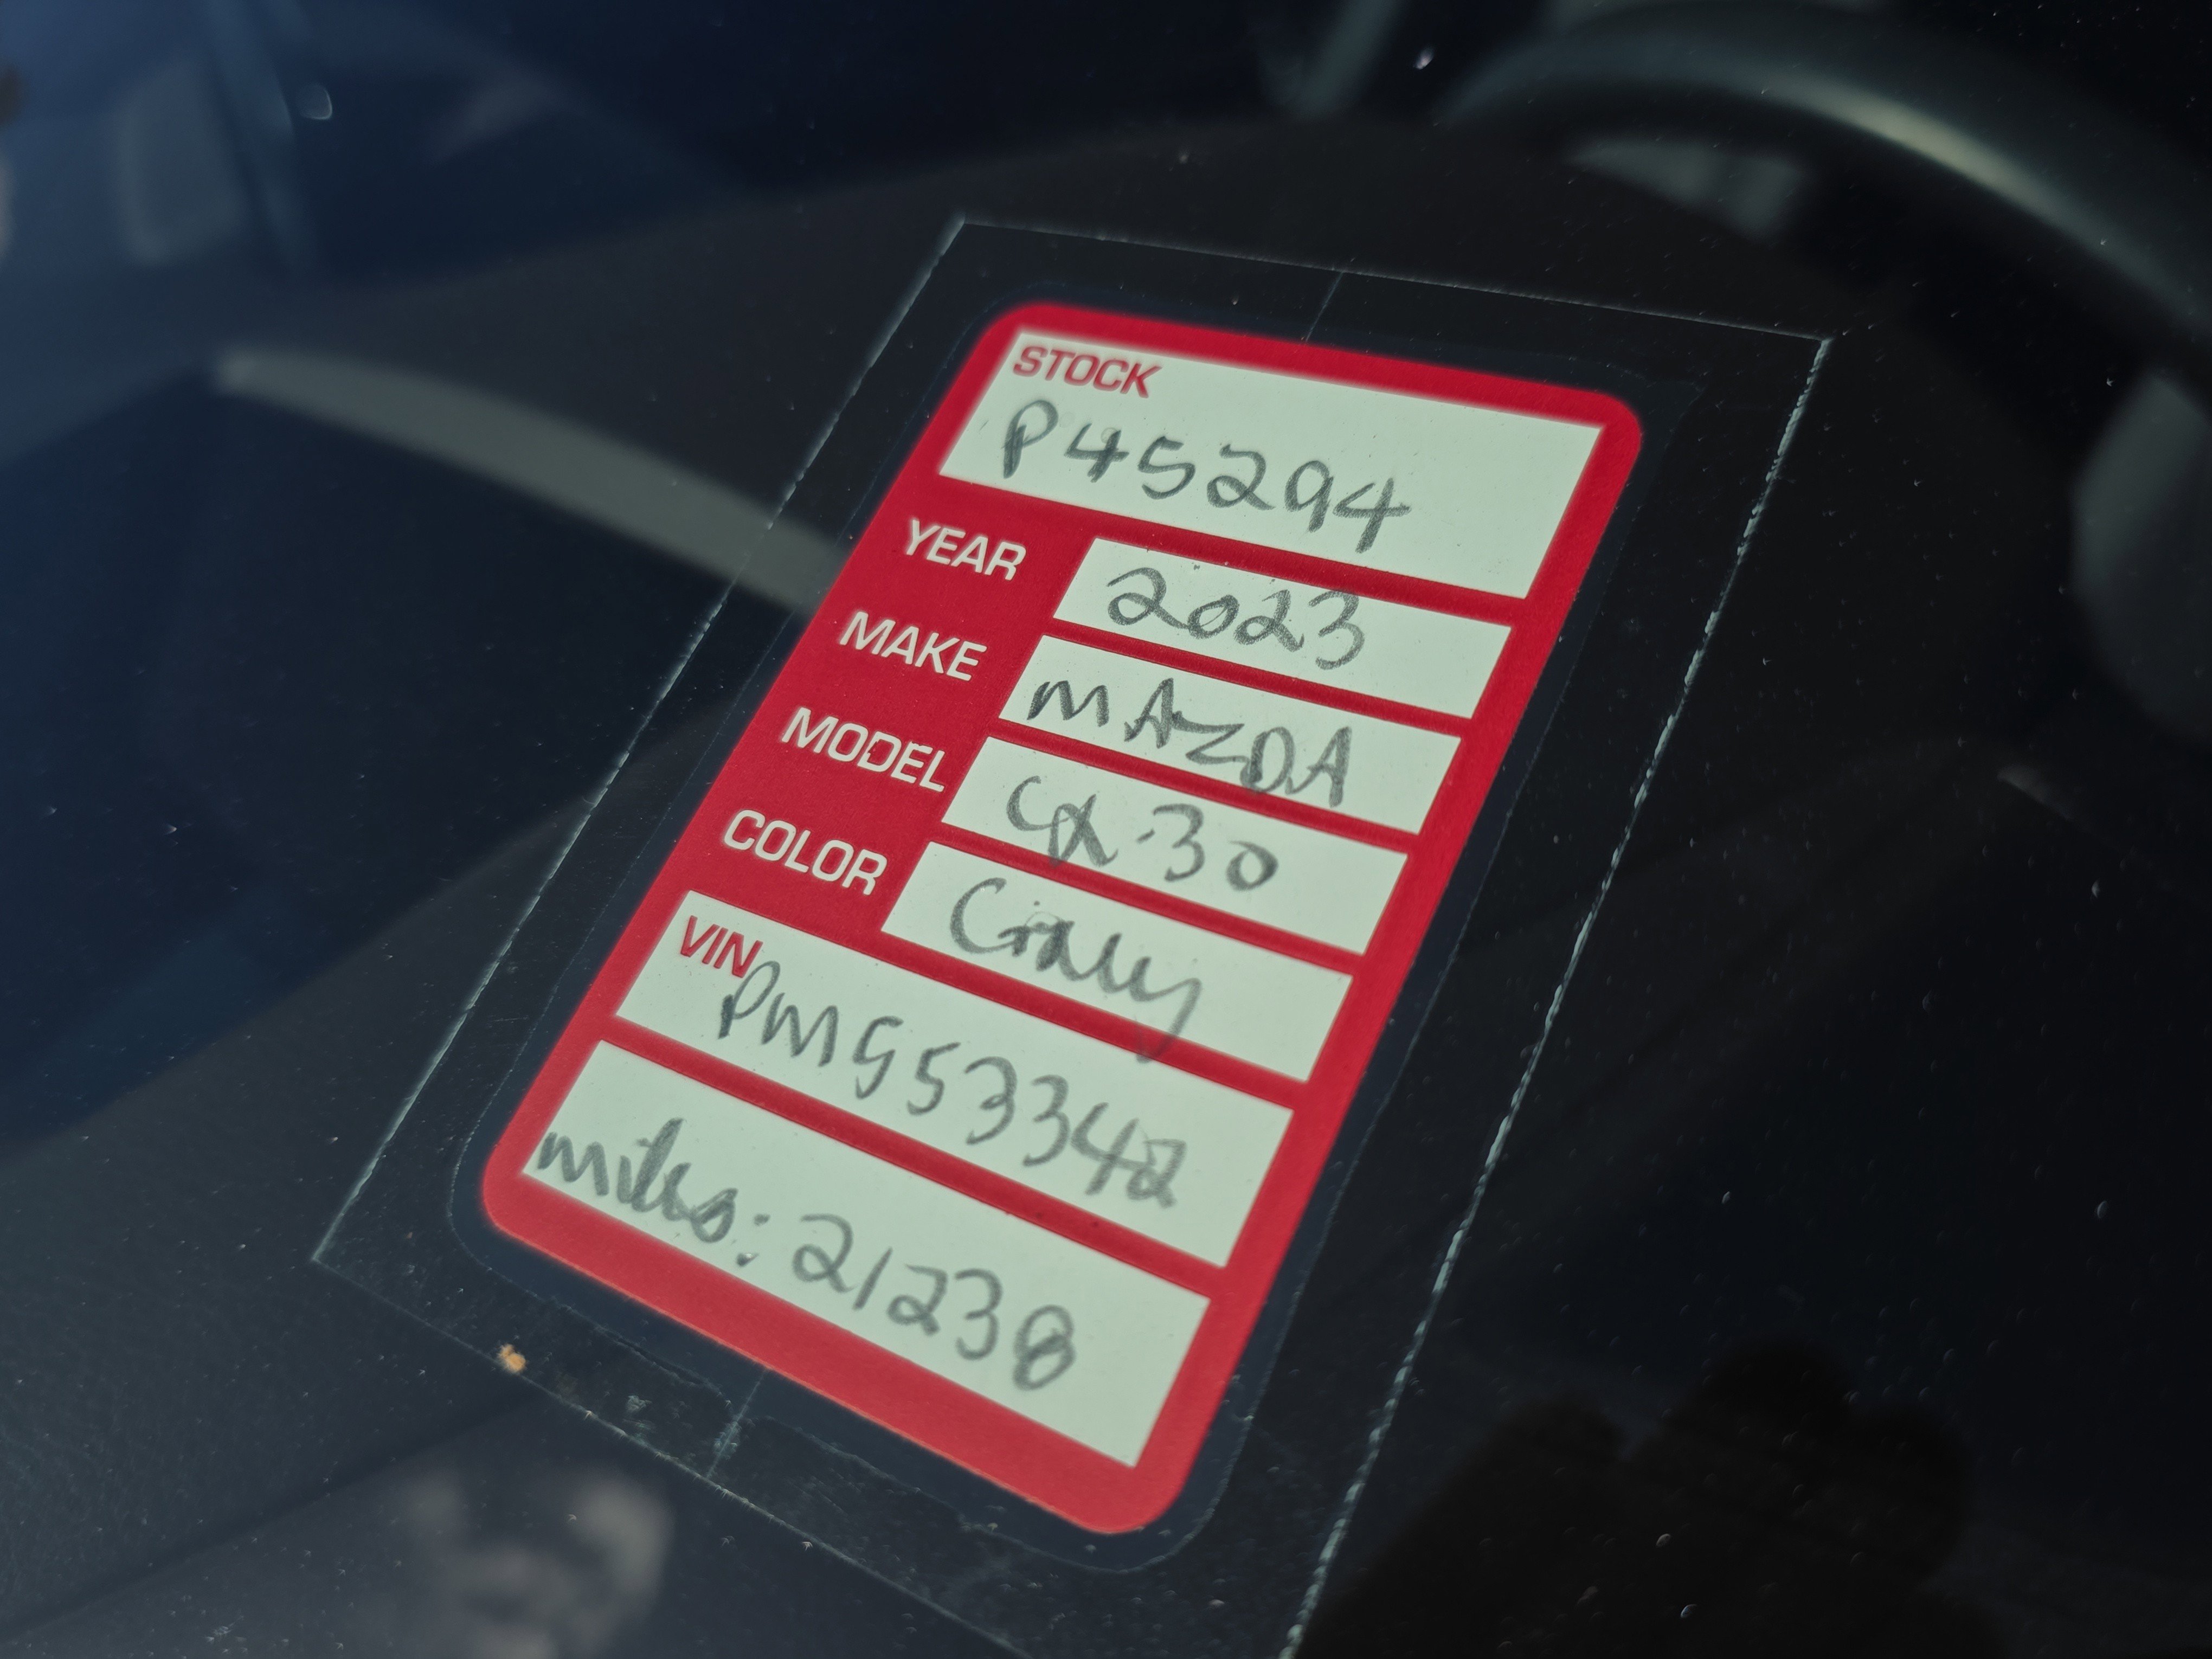 STOCK
P45294
YEAR 2023
MAKE MAZDA
MODEL CX-30
COLOR Gray
VIN
PM553342
miles: 21238